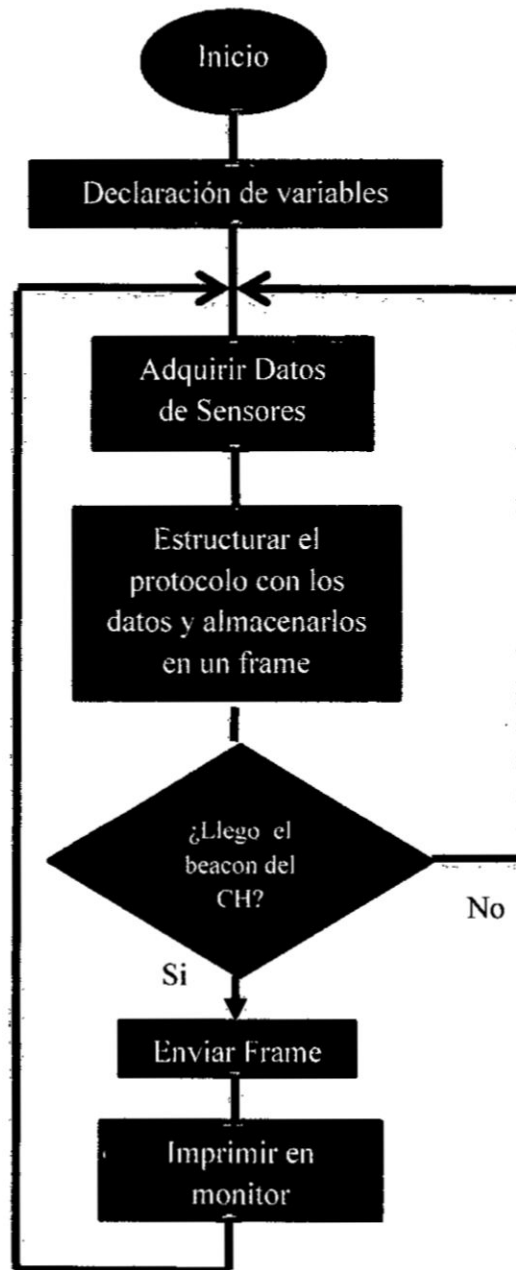 Inicio
Declaración de variables
Adquirir Datos
de Sensores
Estructurar el
protocolo con los
datos y almacenarlos
en un frame
¿Llego el
beacon del
CH?
No
Si
Enviar Frame
Imprimir en
monitor